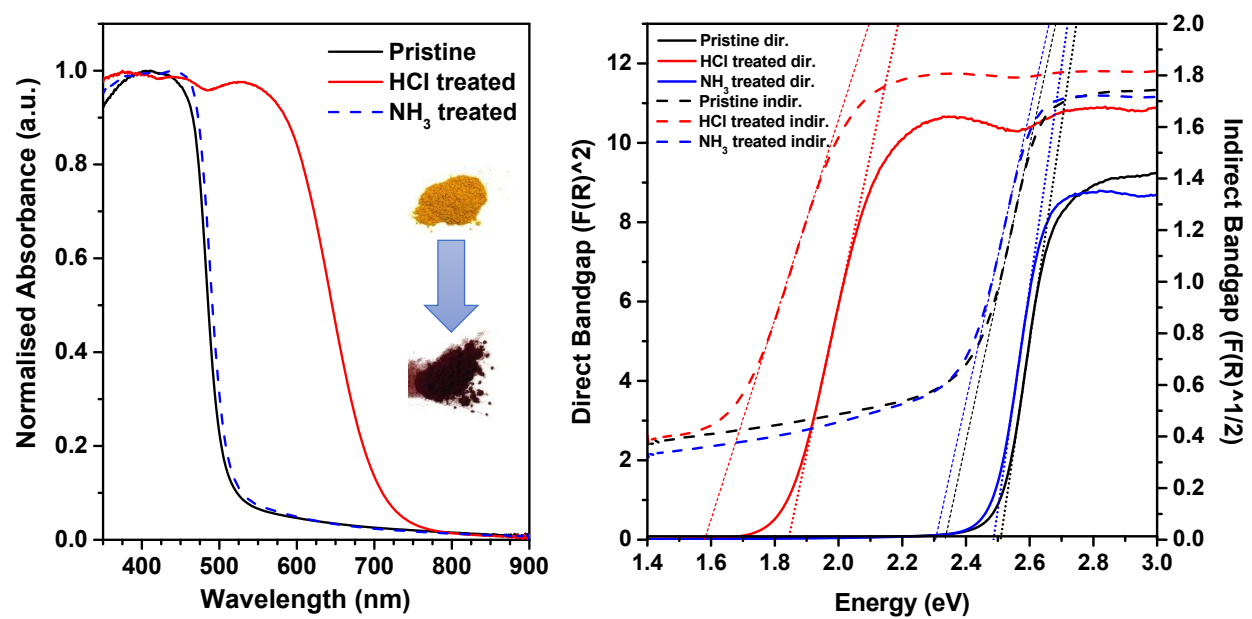 Normalised Absorbance (a.u.)
1.0
0.8
0.6
0.4
0.2
0.0
400
500
600
700
800
900
Wavelength (nm)
Pristine
HCl treated
NH3 treated
Direct Bandgap (F(R)^2)
12
10
8
6
4
2
0
1.4
1.6
1.8
2.0
2.2
2.4
2.6
2.8
3.0
Energy (eV)
Pristine dir.
HCl treated dir.
NH3 treated dir.
Pristine indir.
HCl treated indir.
NH3 treated indir.
2.0
1.8
1.6
1.4
1.2
1.0
0.8
0.6
0.4
0.2
0.0
Indirect Bandgap (F(R)^1/2)